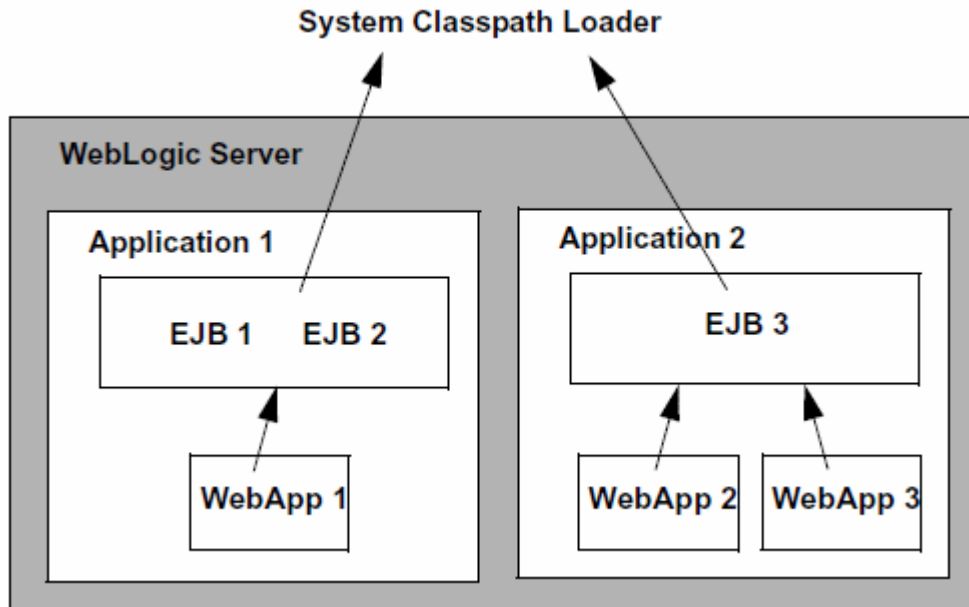 System Classpath Loader
WebLogic Server
Application 1
EJB 1 EJB 2
WebApp 1
Application 2
EJB 3
WebApp 2
WebApp 3